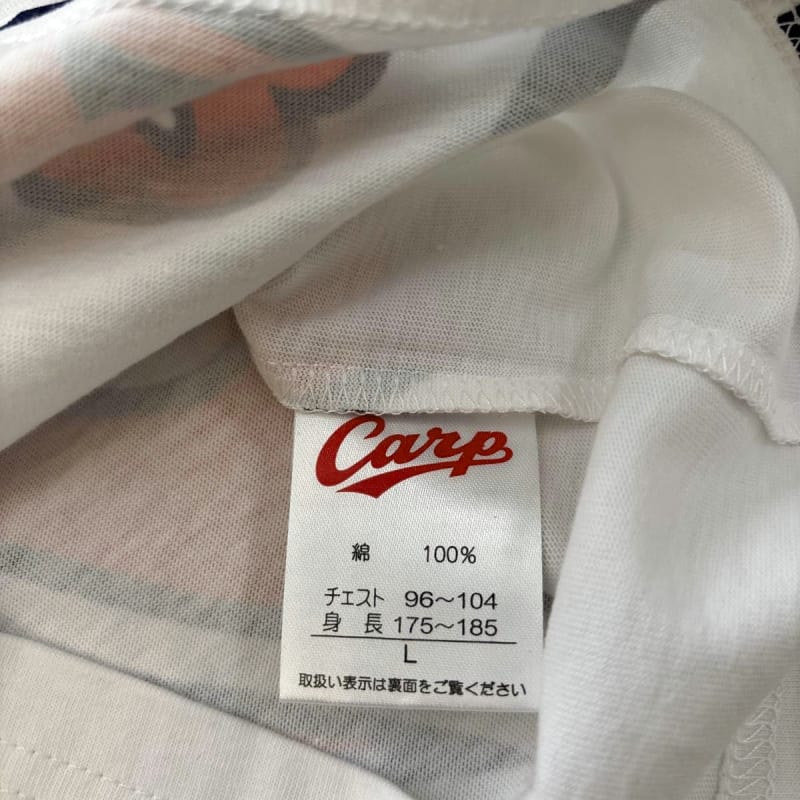 Carp
綿 100%
チェスト 96～104
身 長 175～185
L
取扱い表示は裏面をご覧ください